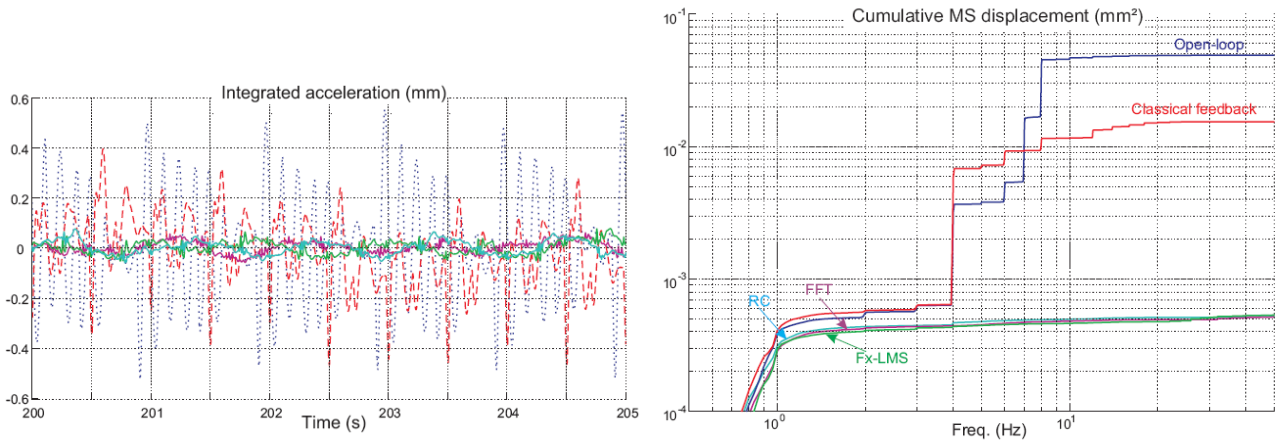 Integrated acceleration (mm)
0.6
0.4
0.2
0
-0.2
-0.4
-0.6
200
201
202
203
204
205
Time (s)
Cumulative MS displacement (mm²)
10⁻¹
10⁻²
10⁻³
10⁻⁴
Open-loop
Classical feedback
RC
FFT
Fx-LMS
10⁰
10¹
Freq. (Hz)